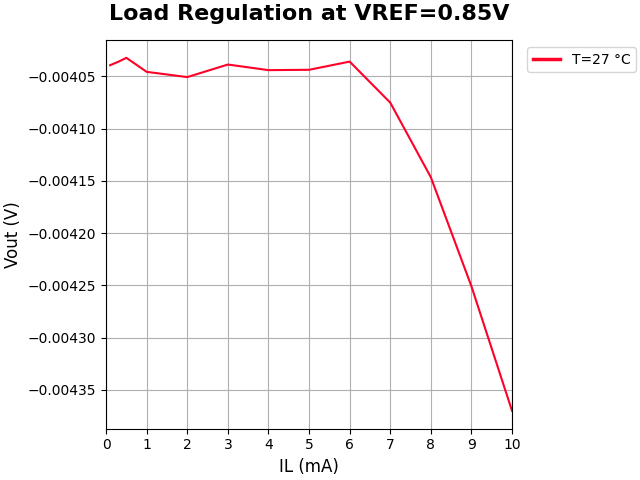 Load Regulation at VREF=0.85V
T=27 °C
Vout (V)
−0.00405
−0.00410
−0.00415
−0.00420
−0.00425
−0.00430
−0.00435
0 1 2 3 4 5 6 7 8 9 10
IL (mA)